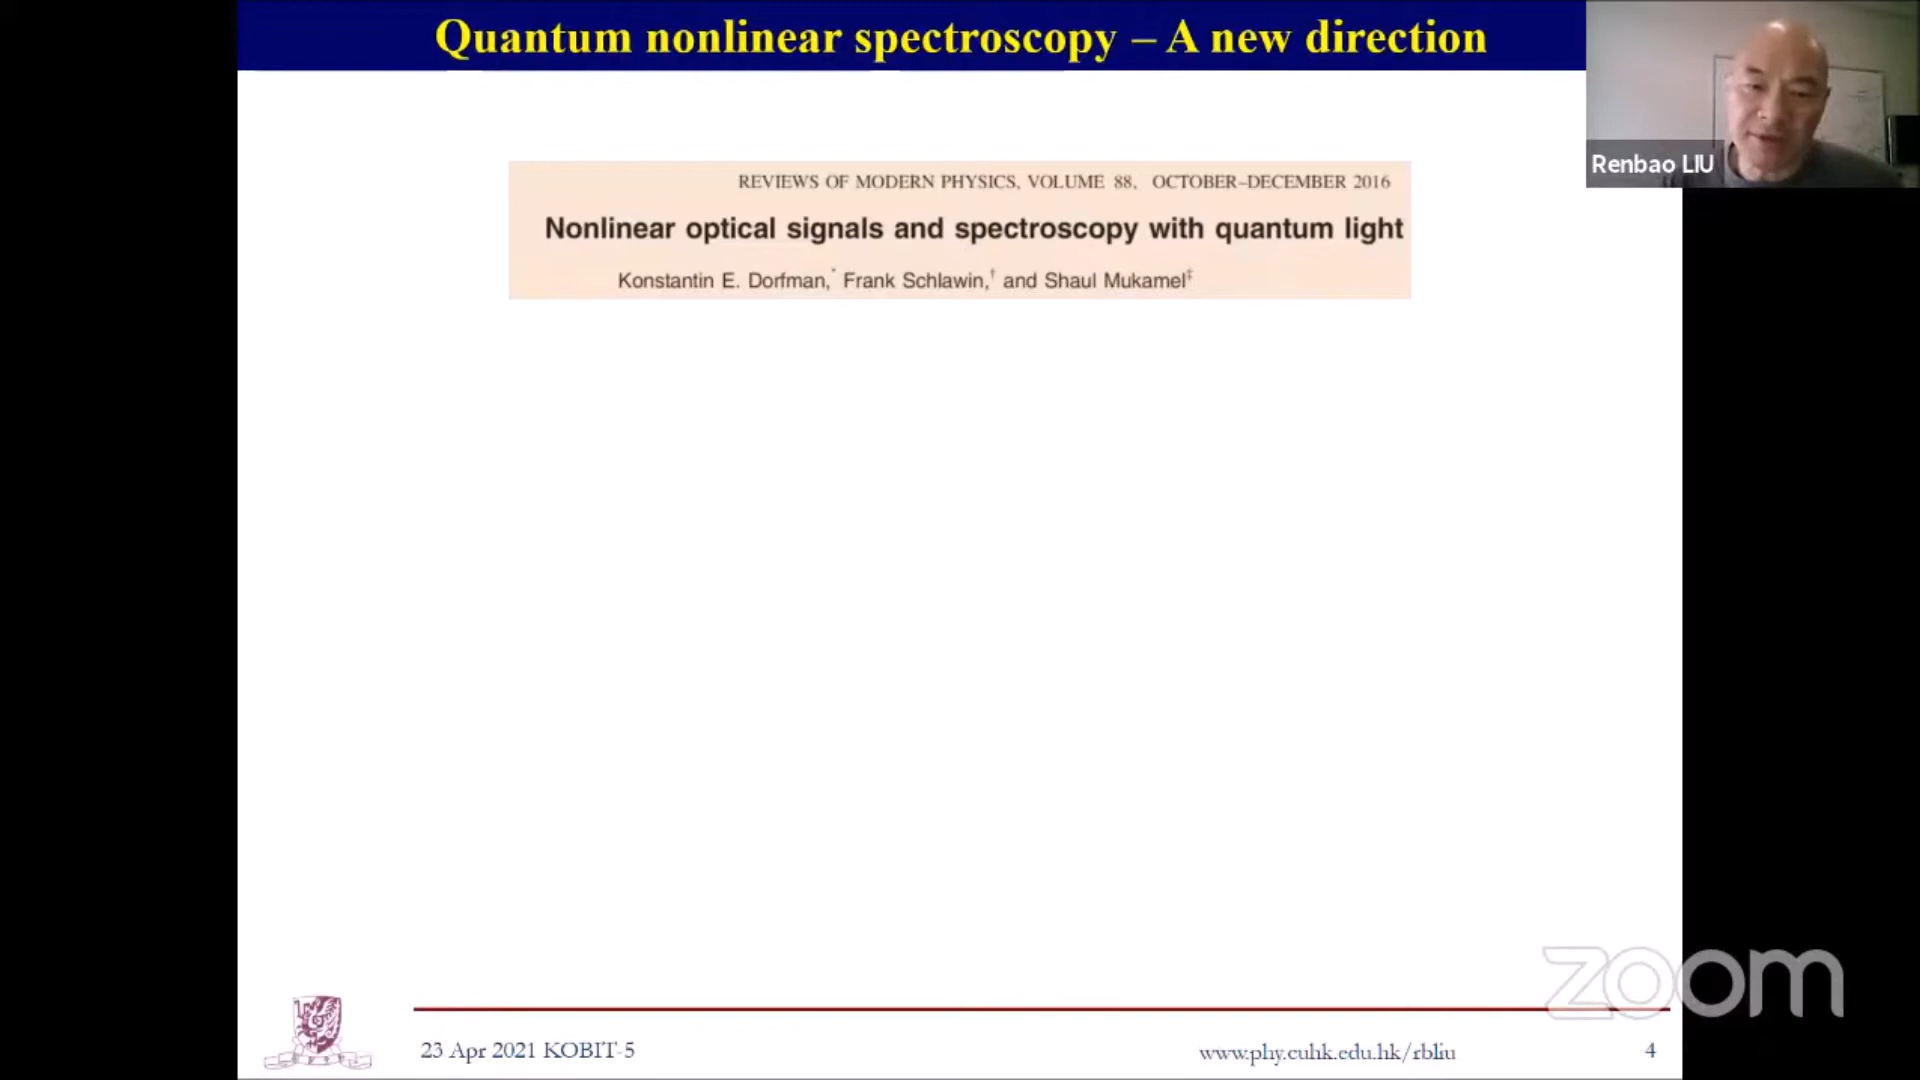 Quantum nonlinear spectroscopy – A new direction
Renbao LIU
REVIEWS OF MODERN PHYSICS, VOLUME 88, OCTOBER–DECEMBER 2016
Nonlinear optical signals and spectroscopy with quantum light
Konstantin E. Dorfman,* Frank Schlawin,† and Shaul Mukamel‡
zoom
23 Apr 2021 KOBIT-5
www.phy.cuhk.edu.hk/rbliu
4